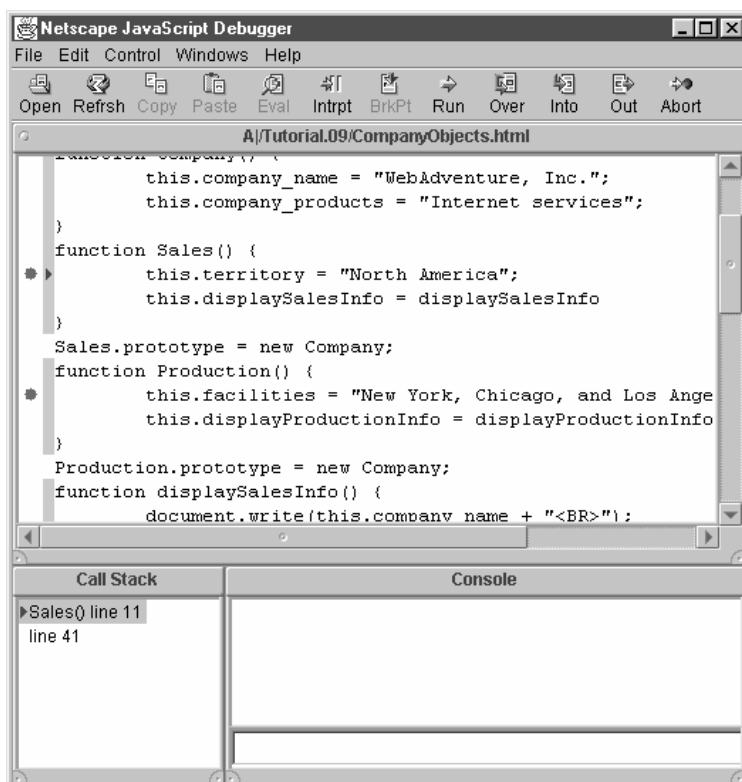 Netscape JavaScript Debugger
File Edit Control Windows Help
Open Refrsh Copy Paste Eval Intrpt BrkPt Run Over Into Out Abort
A|/Tutorial.09/CompanyObjects.html
function Company() {
this.company_name = "WebAdventure, Inc.";
this.company_products = "Internet services";
}
function Sales() {
this.territory = "North America";
this.displaySalesInfo = displaySalesInfo
}
Sales.prototype = new Company;
function Production() {
this.facilities = "New York, Chicago, and Los Ange
this.displayProductionInfo = displayProductionInfo
}
Production.prototype = new Company;
function displaySalesInfo() {
document.write(this.company_name + "<BR>");
Call Stack
Console
Sales() line 11
line 41